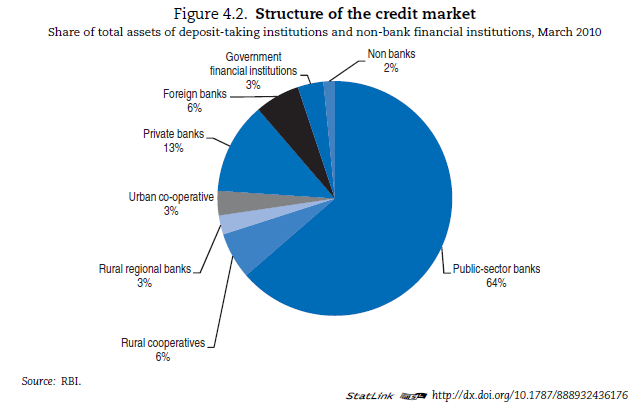 Figure 4.2. Structure of the credit market
Share of total assets of deposit-taking institutions and non-bank financial institutions, March 2010
Non banks
2%
Government
financial institutions
3%
Foreign banks
6%
Private banks
13%
Urban co-operative
3%
Rural regional banks
3%
Public-sector banks
64%
Rural cooperatives
6%
Source: RBI.
StatLink http://dx.doi.org/10.1787/888932436176